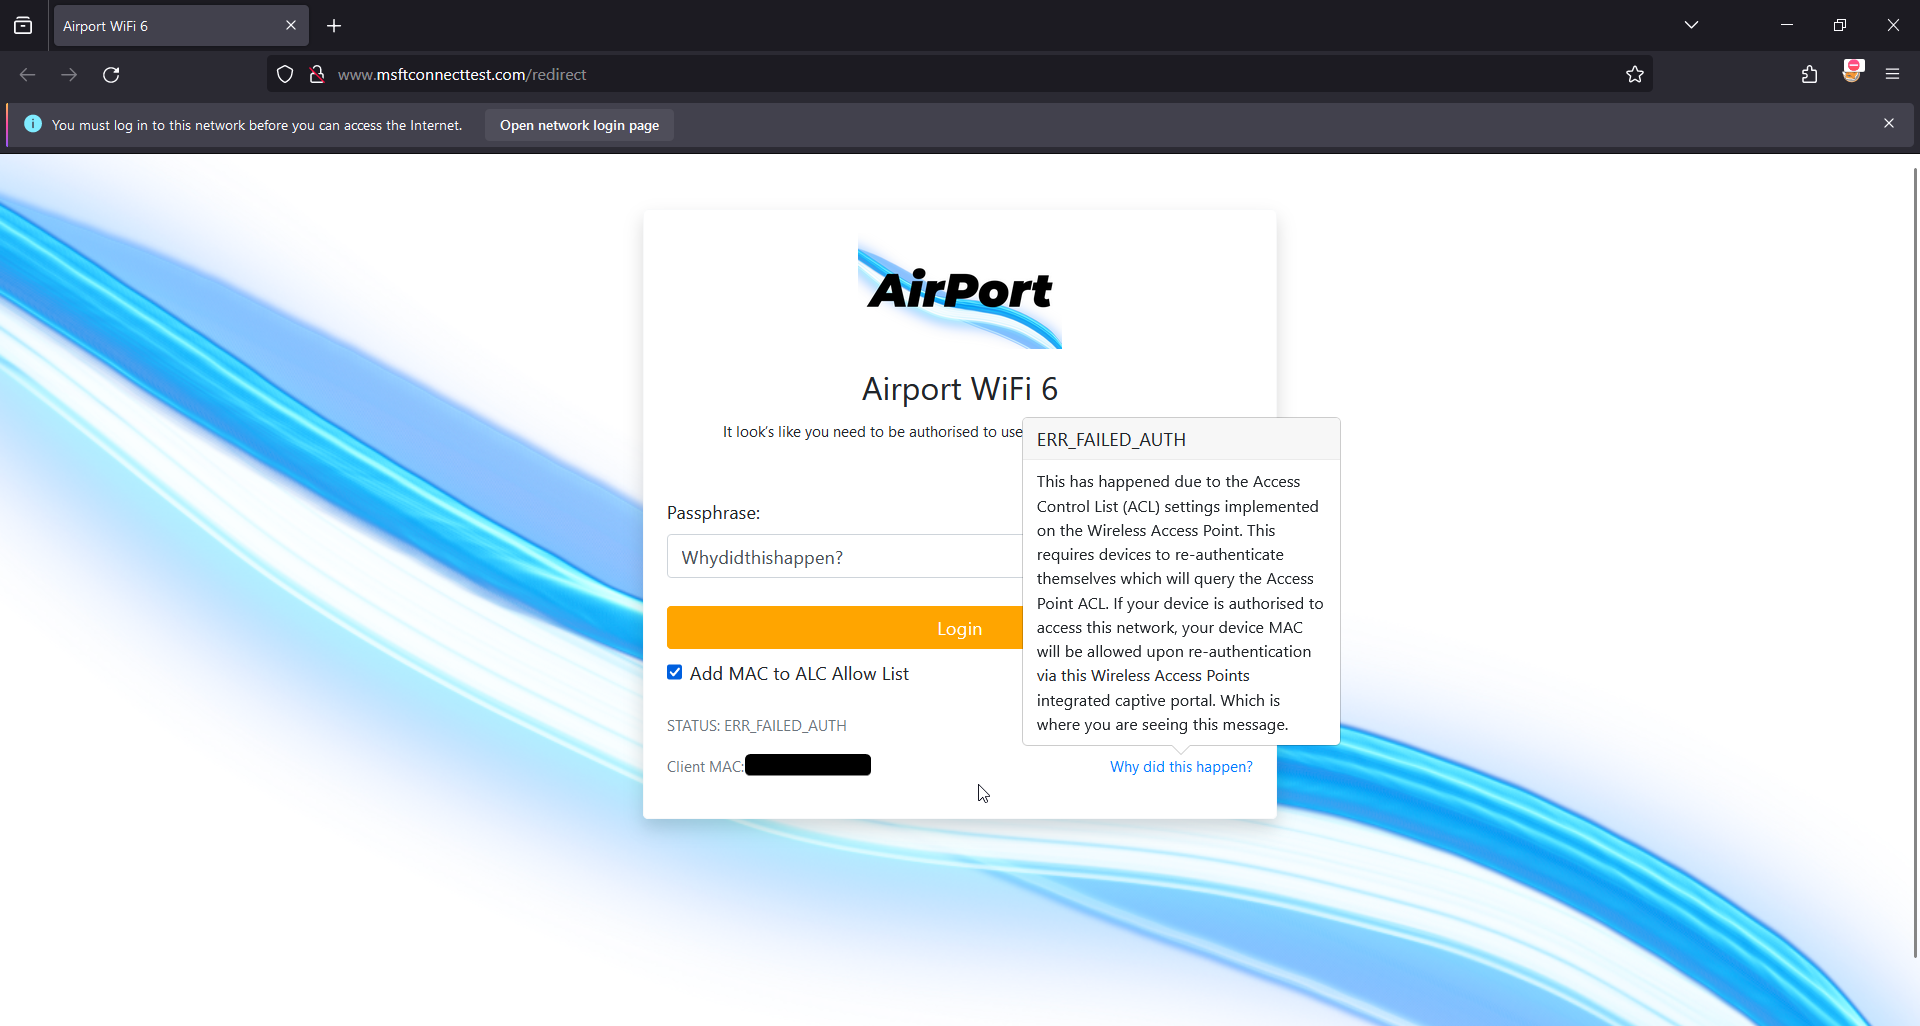 Airport WiFi 6
www.msftconnecttest.com/redirect
You must log in to this network before you can access the Internet.
Open network login page
AirPort
Airport WiFi 6
It look's like you need to be authorised to use
ERR_FAILED_AUTH
This has happened due to the Access
Control List (ACL) settings implemented
on the Wireless Access Point. This
requires devices to re-authenticate
themselves which will query the Access
Point ACL. If your device is authorised to
access this network, your device MAC
will be allowed upon re-authentication
via this Wireless Access Points
integrated captive portal. Which is
where you are seeing this message.
Passphrase:
Whydidthishappen?
Login
Add MAC to ALC Allow List
STATUS: ERR_FAILED_AUTH
Client MAC:
Why did this happen?